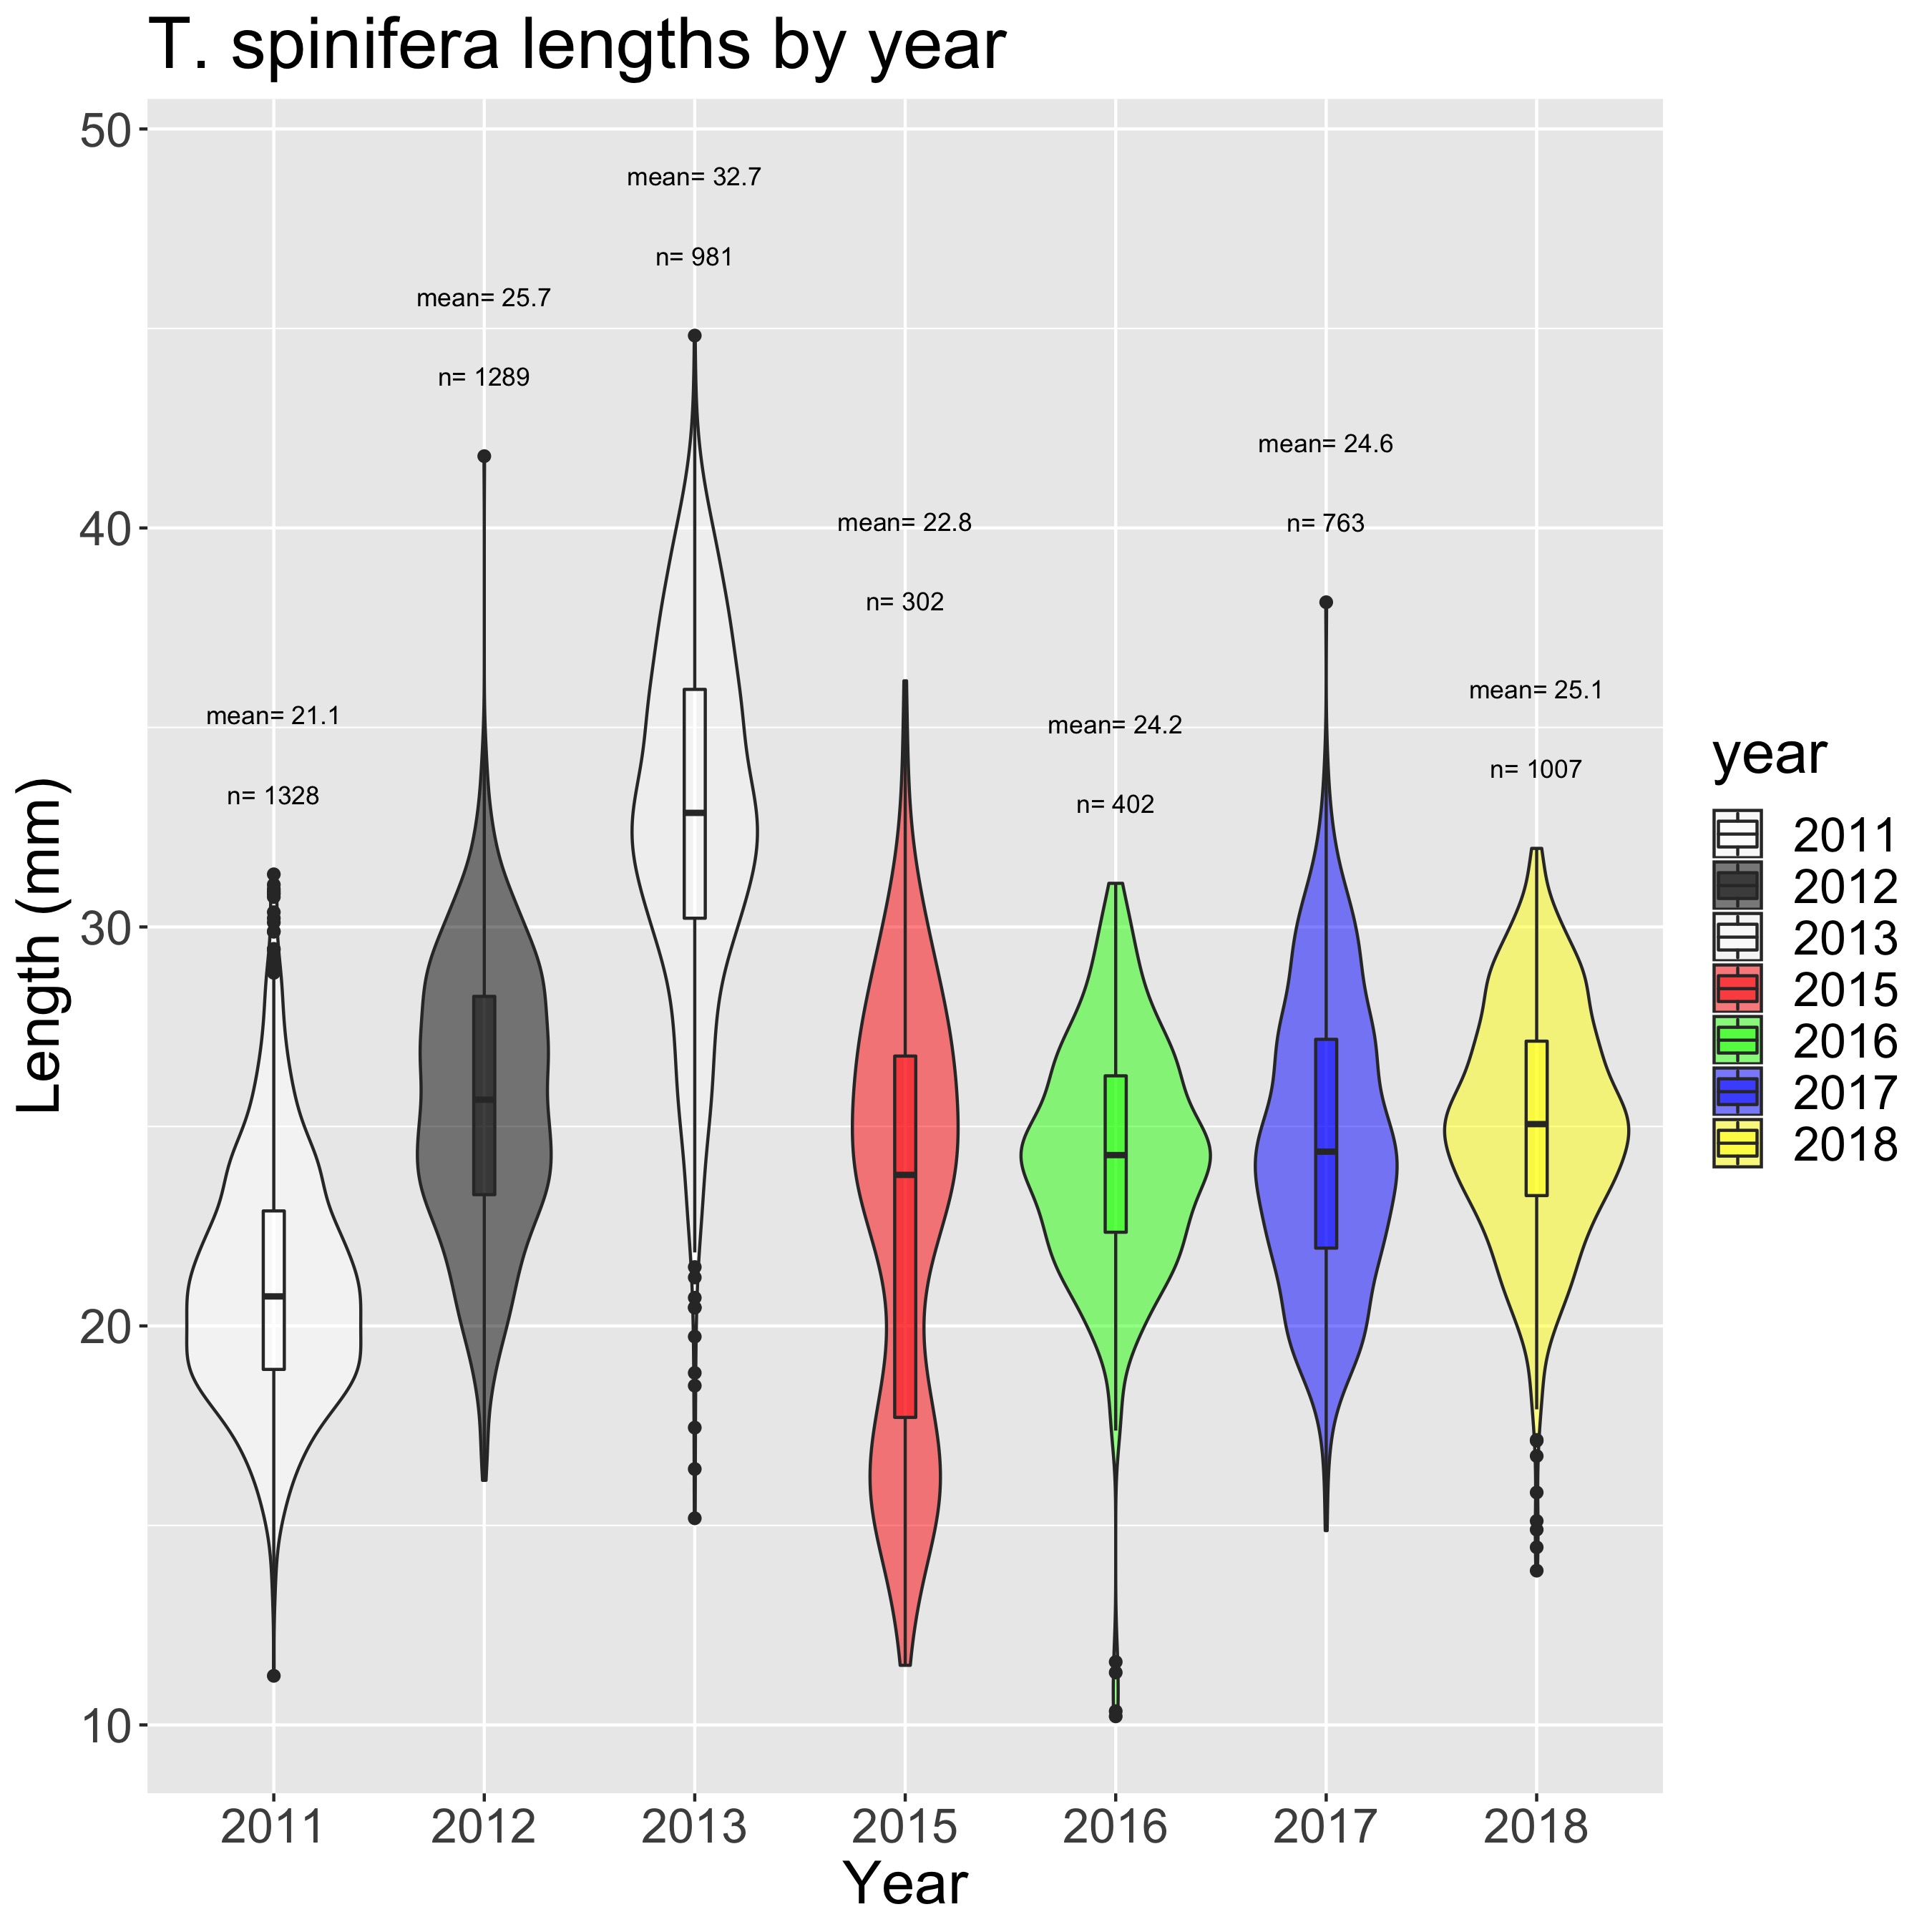 T. spinifera lengths by year
Length (mm)
50
40
30
20
10
mean= 21.1
n= 1328
mean= 25.7
n= 1289
mean= 32.7
n= 981
mean= 22.8
n= 302
mean= 24.2
n= 402
mean= 24.6
n= 763
mean= 25.1
n= 1007
2011 2012 2013 2015 2016 2017 2018
Year
year
2011
2012
2013
2015
2016
2017
2018